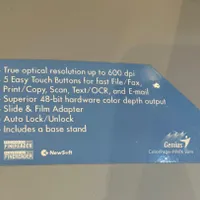 True optical resolution up to 600 dpi
5 Easy Touch Buttons for fast File/Fax,
Print/Copy, Scan, Text/OCR, and E-mail
Superior 48-bit hardware color depth output
Slide & Film Adapter
Auto Lock/Unlock
Includes a base stand
NewSoft
Genius